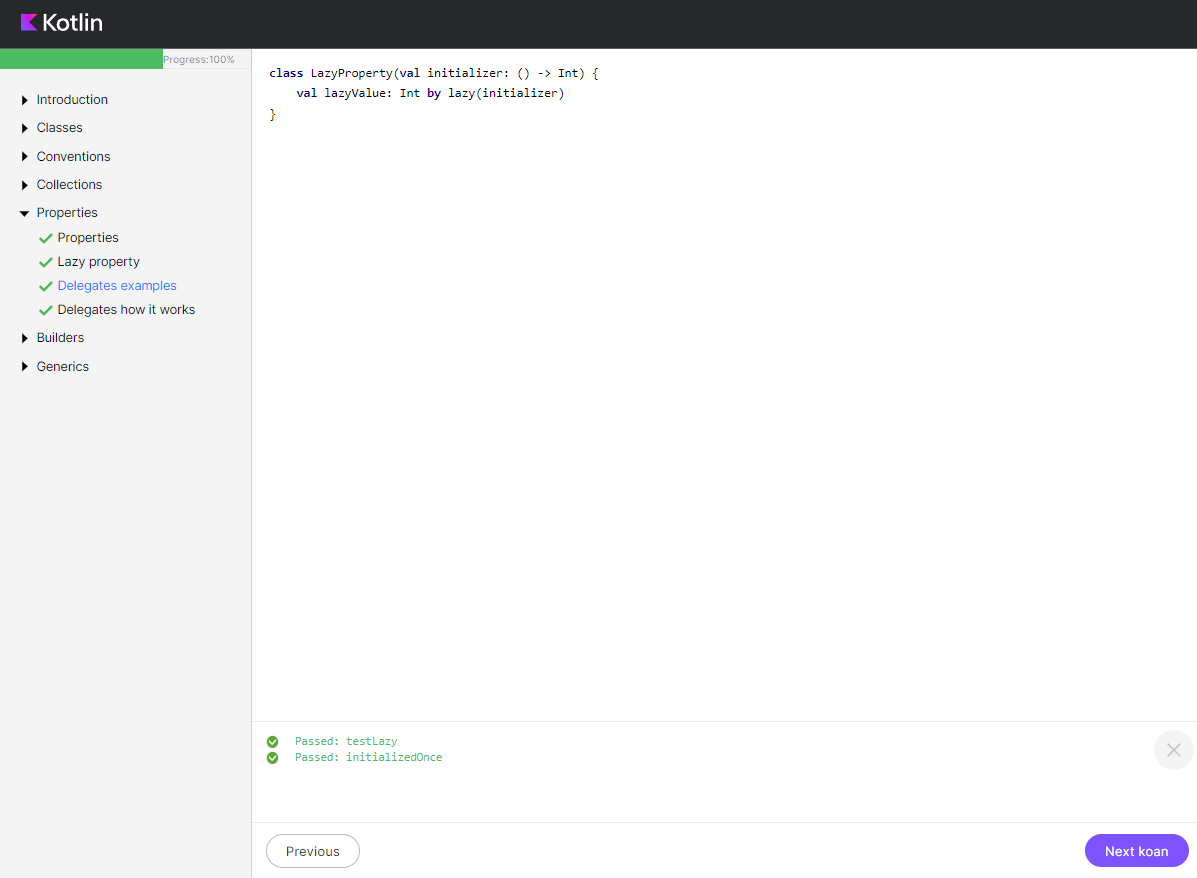 Kotlin
Progress:100%
Introduction
Classes
Conventions
Collections
Properties
Properties
Lazy property
Delegates examples
Delegates how it works
Builders
Generics
class LazyProperty(val initializer: () -> Int) {
    val lazyValue: Int by lazy(initializer)
}
Passed: testLazy
Passed: initializedOnce
Previous
Next koan